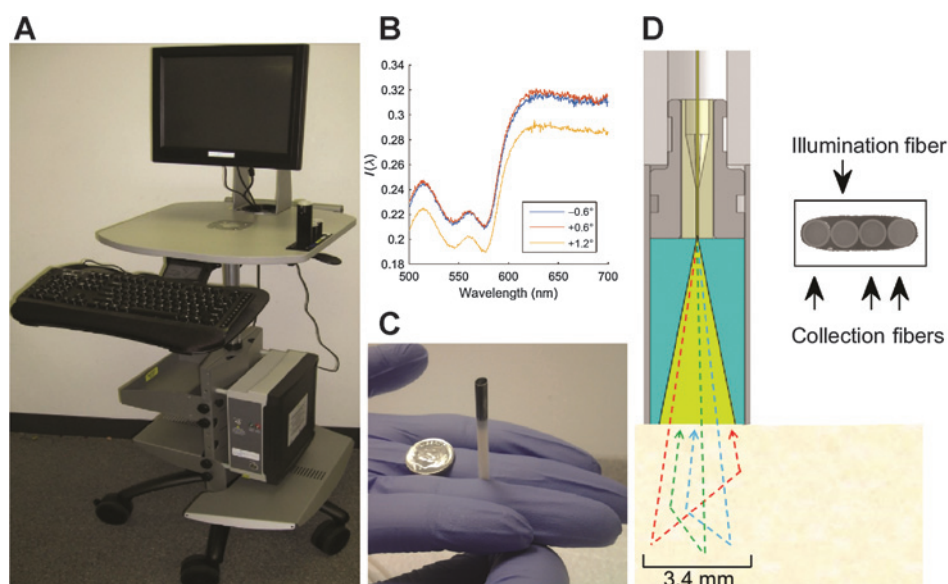 A
B
I(λ)
0.34
0.32
0.3
0.28
0.26
0.24
0.22
0.2
0.18
500
550
600
650
700
Wavelength (nm)
−0.6°
+0.6°
+1.2°
C
D
Illumination fiber
Collection fibers
3.4 mm